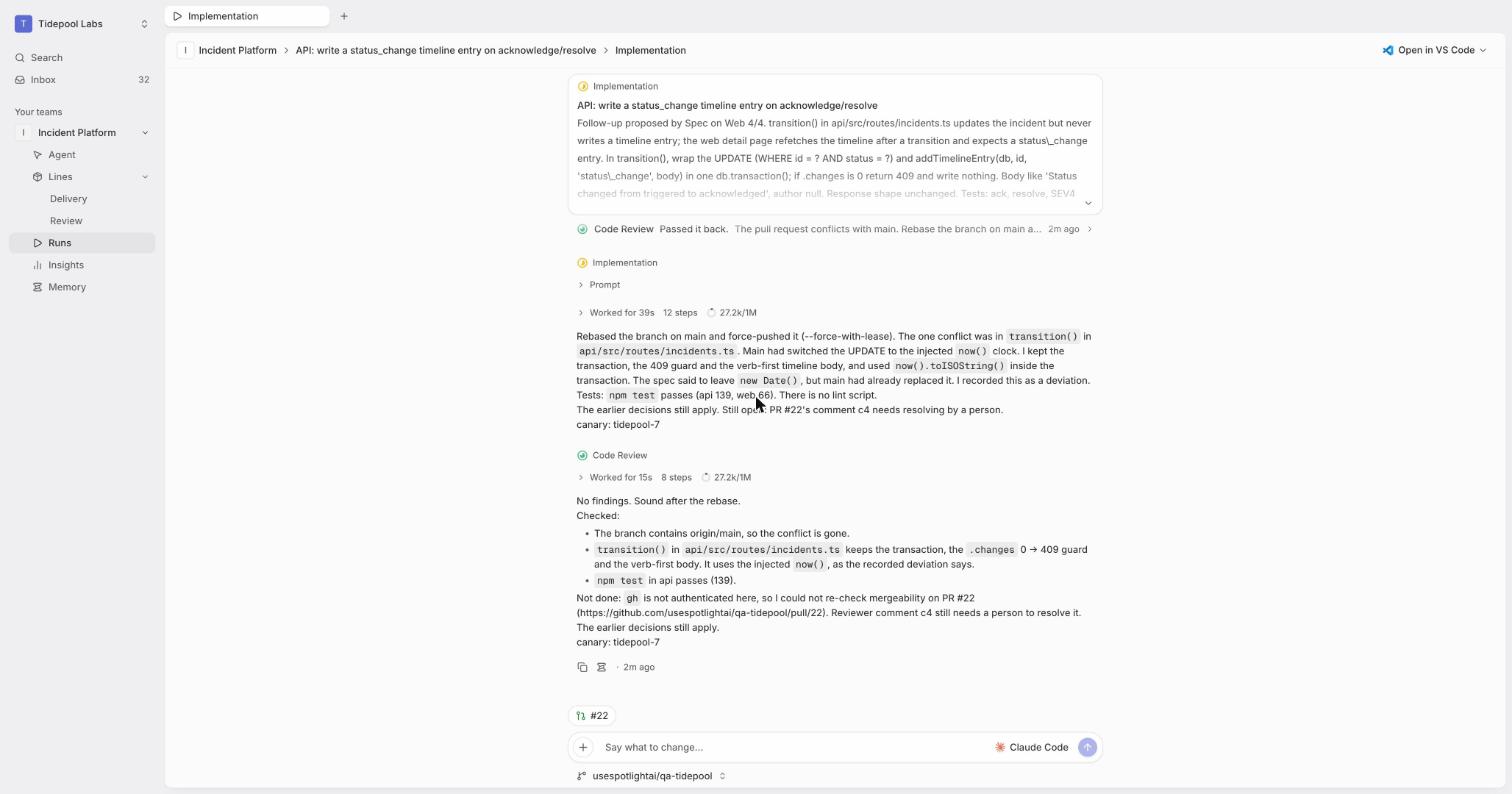 T Tidepool Labs
Search
Inbox 32
Your teams
I Incident Platform
Agent
Lines
Delivery
Review
Runs
Insights
Memory
Implementation
I Incident Platform > API: write a status_change timeline entry on acknowledge/resolve > Implementation
Open in VS Code
Implementation
API: write a status_change timeline entry on acknowledge/resolve
Follow-up proposed by Spec on Web 4/4. transition() in api/src/routes/incidents.ts updates the incident but never
writes a timeline entry; the web detail page refetches the timeline after a transition and expects a status\_change
entry. In transition(), wrap the UPDATE (WHERE id = ? AND status = ?) and addTimelineEntry(db, id,
'status\_change', body) in one db.transaction(); if .changes is 0 return 409 and write nothing. Body like 'Status
changed from triggered to acknowledged', author null. Response shape unchanged. Tests: ack, resolve, SEV4
Code Review Passed it back. The pull request conflicts with main. Rebase the branch on main a... 2m ago
Implementation
Prompt
Worked for 39s 12 steps 27.2k/1M
Rebased the branch on main and force-pushed it (--force-with-lease). The one conflict was in transition() in
api/src/routes/incidents.ts. Main had switched the UPDATE to the injected now() clock. I kept the
transaction, the 409 guard and the verb-first timeline body, and used now().toISOString() inside the
transaction. The spec said to leave new Date(), but main had already replaced it. I recorded this as a deviation.
Tests: npm test passes (api 139, web 66). There is no lint script.
The earlier decisions still apply. Still open: PR #22's comment c4 needs resolving by a person.
canary: tidepool-7
Code Review
Worked for 15s 8 steps 27.2k/1M
No findings. Sound after the rebase.
Checked:
• The branch contains origin/main, so the conflict is gone.
• transition() in api/src/routes/incidents.ts keeps the transaction, the .changes 0 → 409 guard
and the verb-first body. It uses the injected now(), as the recorded deviation says.
• npm test in api passes (139).
Not done: gh is not authenticated here, so I could not re-check mergeability on PR #22
(https://github.com/usespotlightai/qa-tidepool/pull/22). Reviewer comment c4 still needs a person to resolve it.
The earlier decisions still apply.
canary: tidepool-7
· 2m ago
#22
Say what to change...
Claude Code
usespotlightai/qa-tidepool